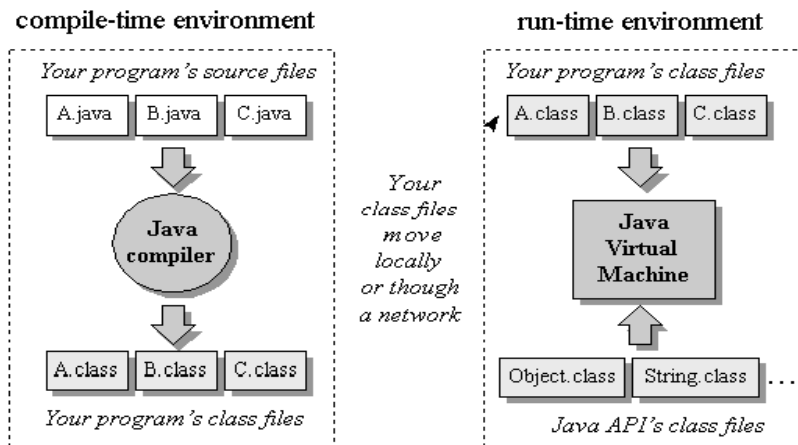 compile-time environment
Your program's source files
A.java B.java C.java
Java
compiler
A.class B.class C.class
Your program's class files
Your
class files
move
locally
or though
a network
run-time environment
Your program's class files
A.class B.class C.class
Java
Virtual
Machine
Object.class String.class ...
Java API's class files